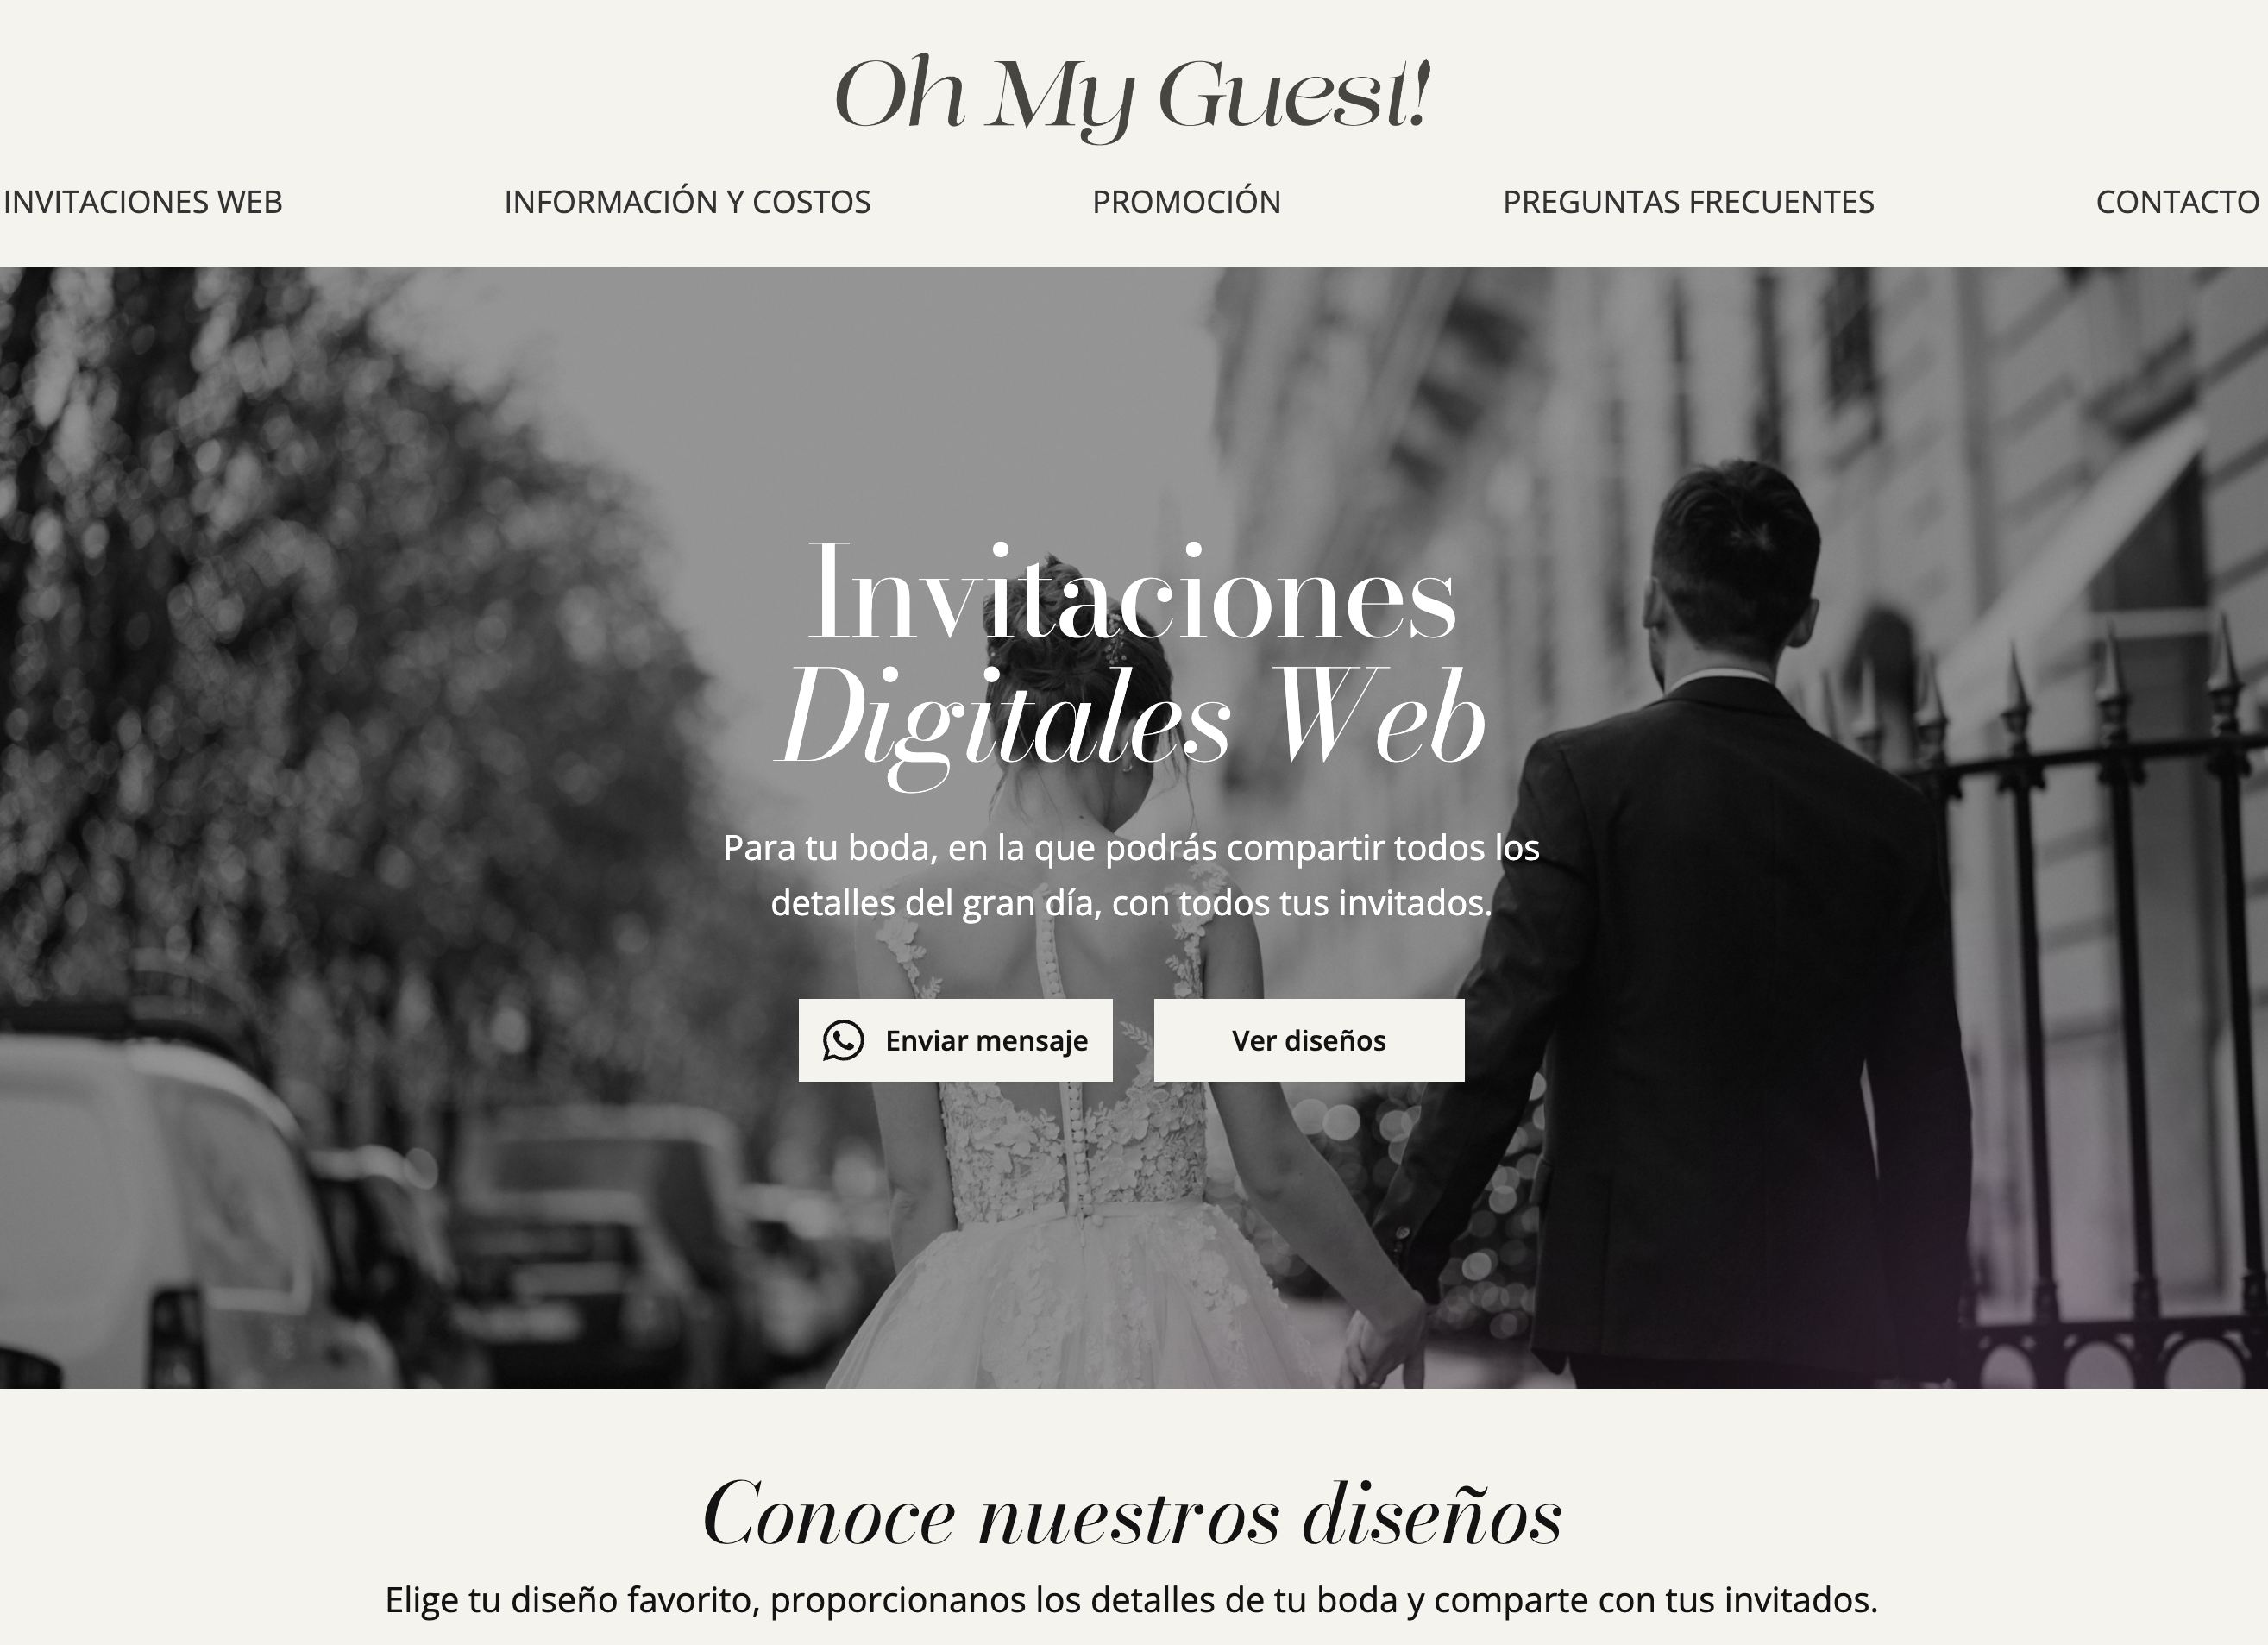 Oh My Guest!
INVITACIONES WEB INFORMACIÓN Y COSTOS PROMOCIÓN PREGUNTAS FRECUENTES CONTACTO
Invitaciones
Digitales Web
Para tu boda, en la que podrás compartir todos los
detalles del gran día, con todos tus invitados.
Enviar mensaje Ver diseños
Conoce nuestros diseños
Elige tu diseño favorito, proporcionanos los detalles de tu boda y comparte con tus invitados.